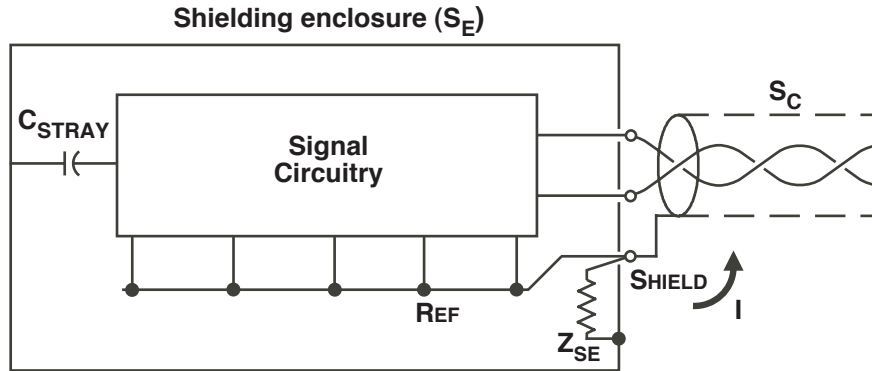 Shielding enclosure (SE)
CSTRAY
Signal
Circuitry
SC
SHIELD
REF
I
ZSE